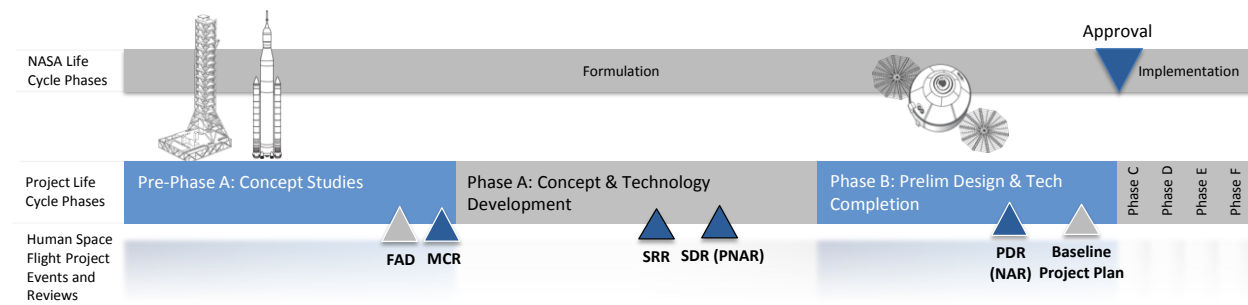 Approval
NASA Life
Cycle Phases
Formulation
Implementation
Project Life
Cycle Phases
Pre-Phase A: Concept Studies
Phase A: Concept & Technology
Development
Phase B: Prelim Design & Tech
Completion
Phase C
Phase D
Phase E
Phase F
Human Space
Flight Project
Events and
Reviews
FAD
MCR
SRR
SDR (PNAR)
PDR
(NAR)
Baseline
Project Plan